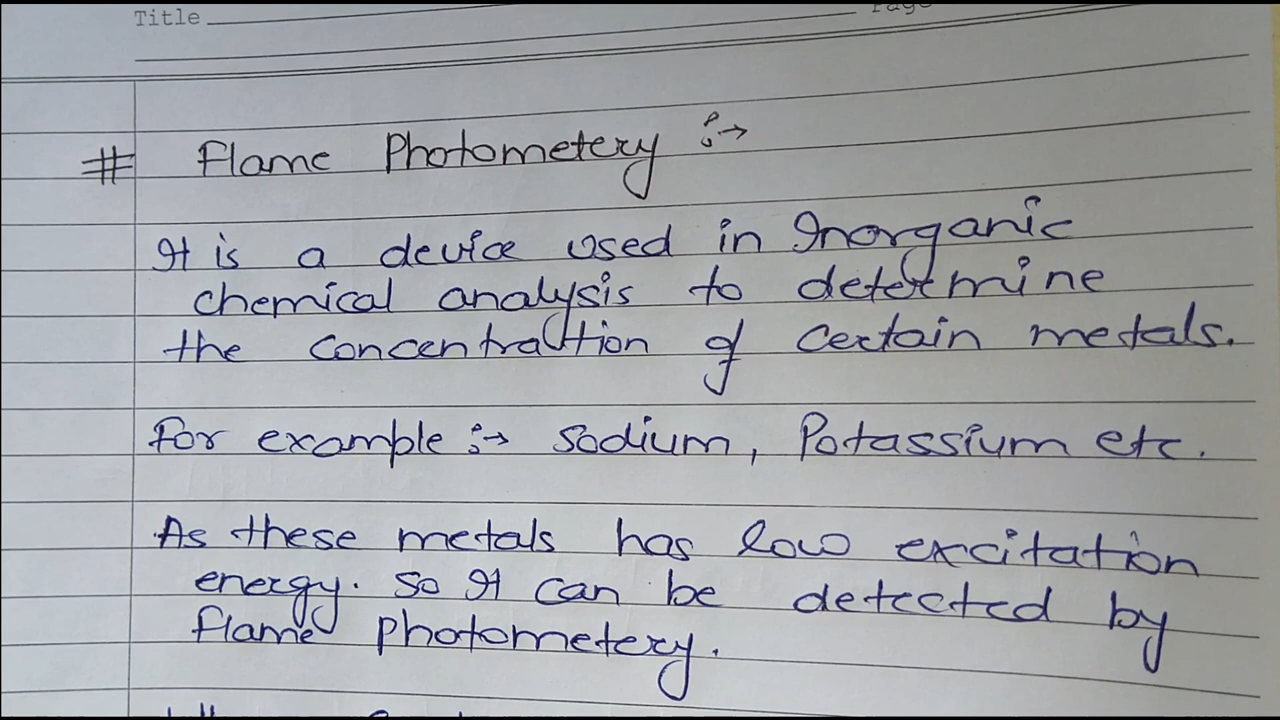 Title
Page
# Flame Photometery :→
It is a device used in Inorganic
chemical analysis to determine
the concentration of certain metals.
For example :→ Sodium, Potassium etc.
As these metals has low excitation
energy. So It can be detected by
flame photometery.